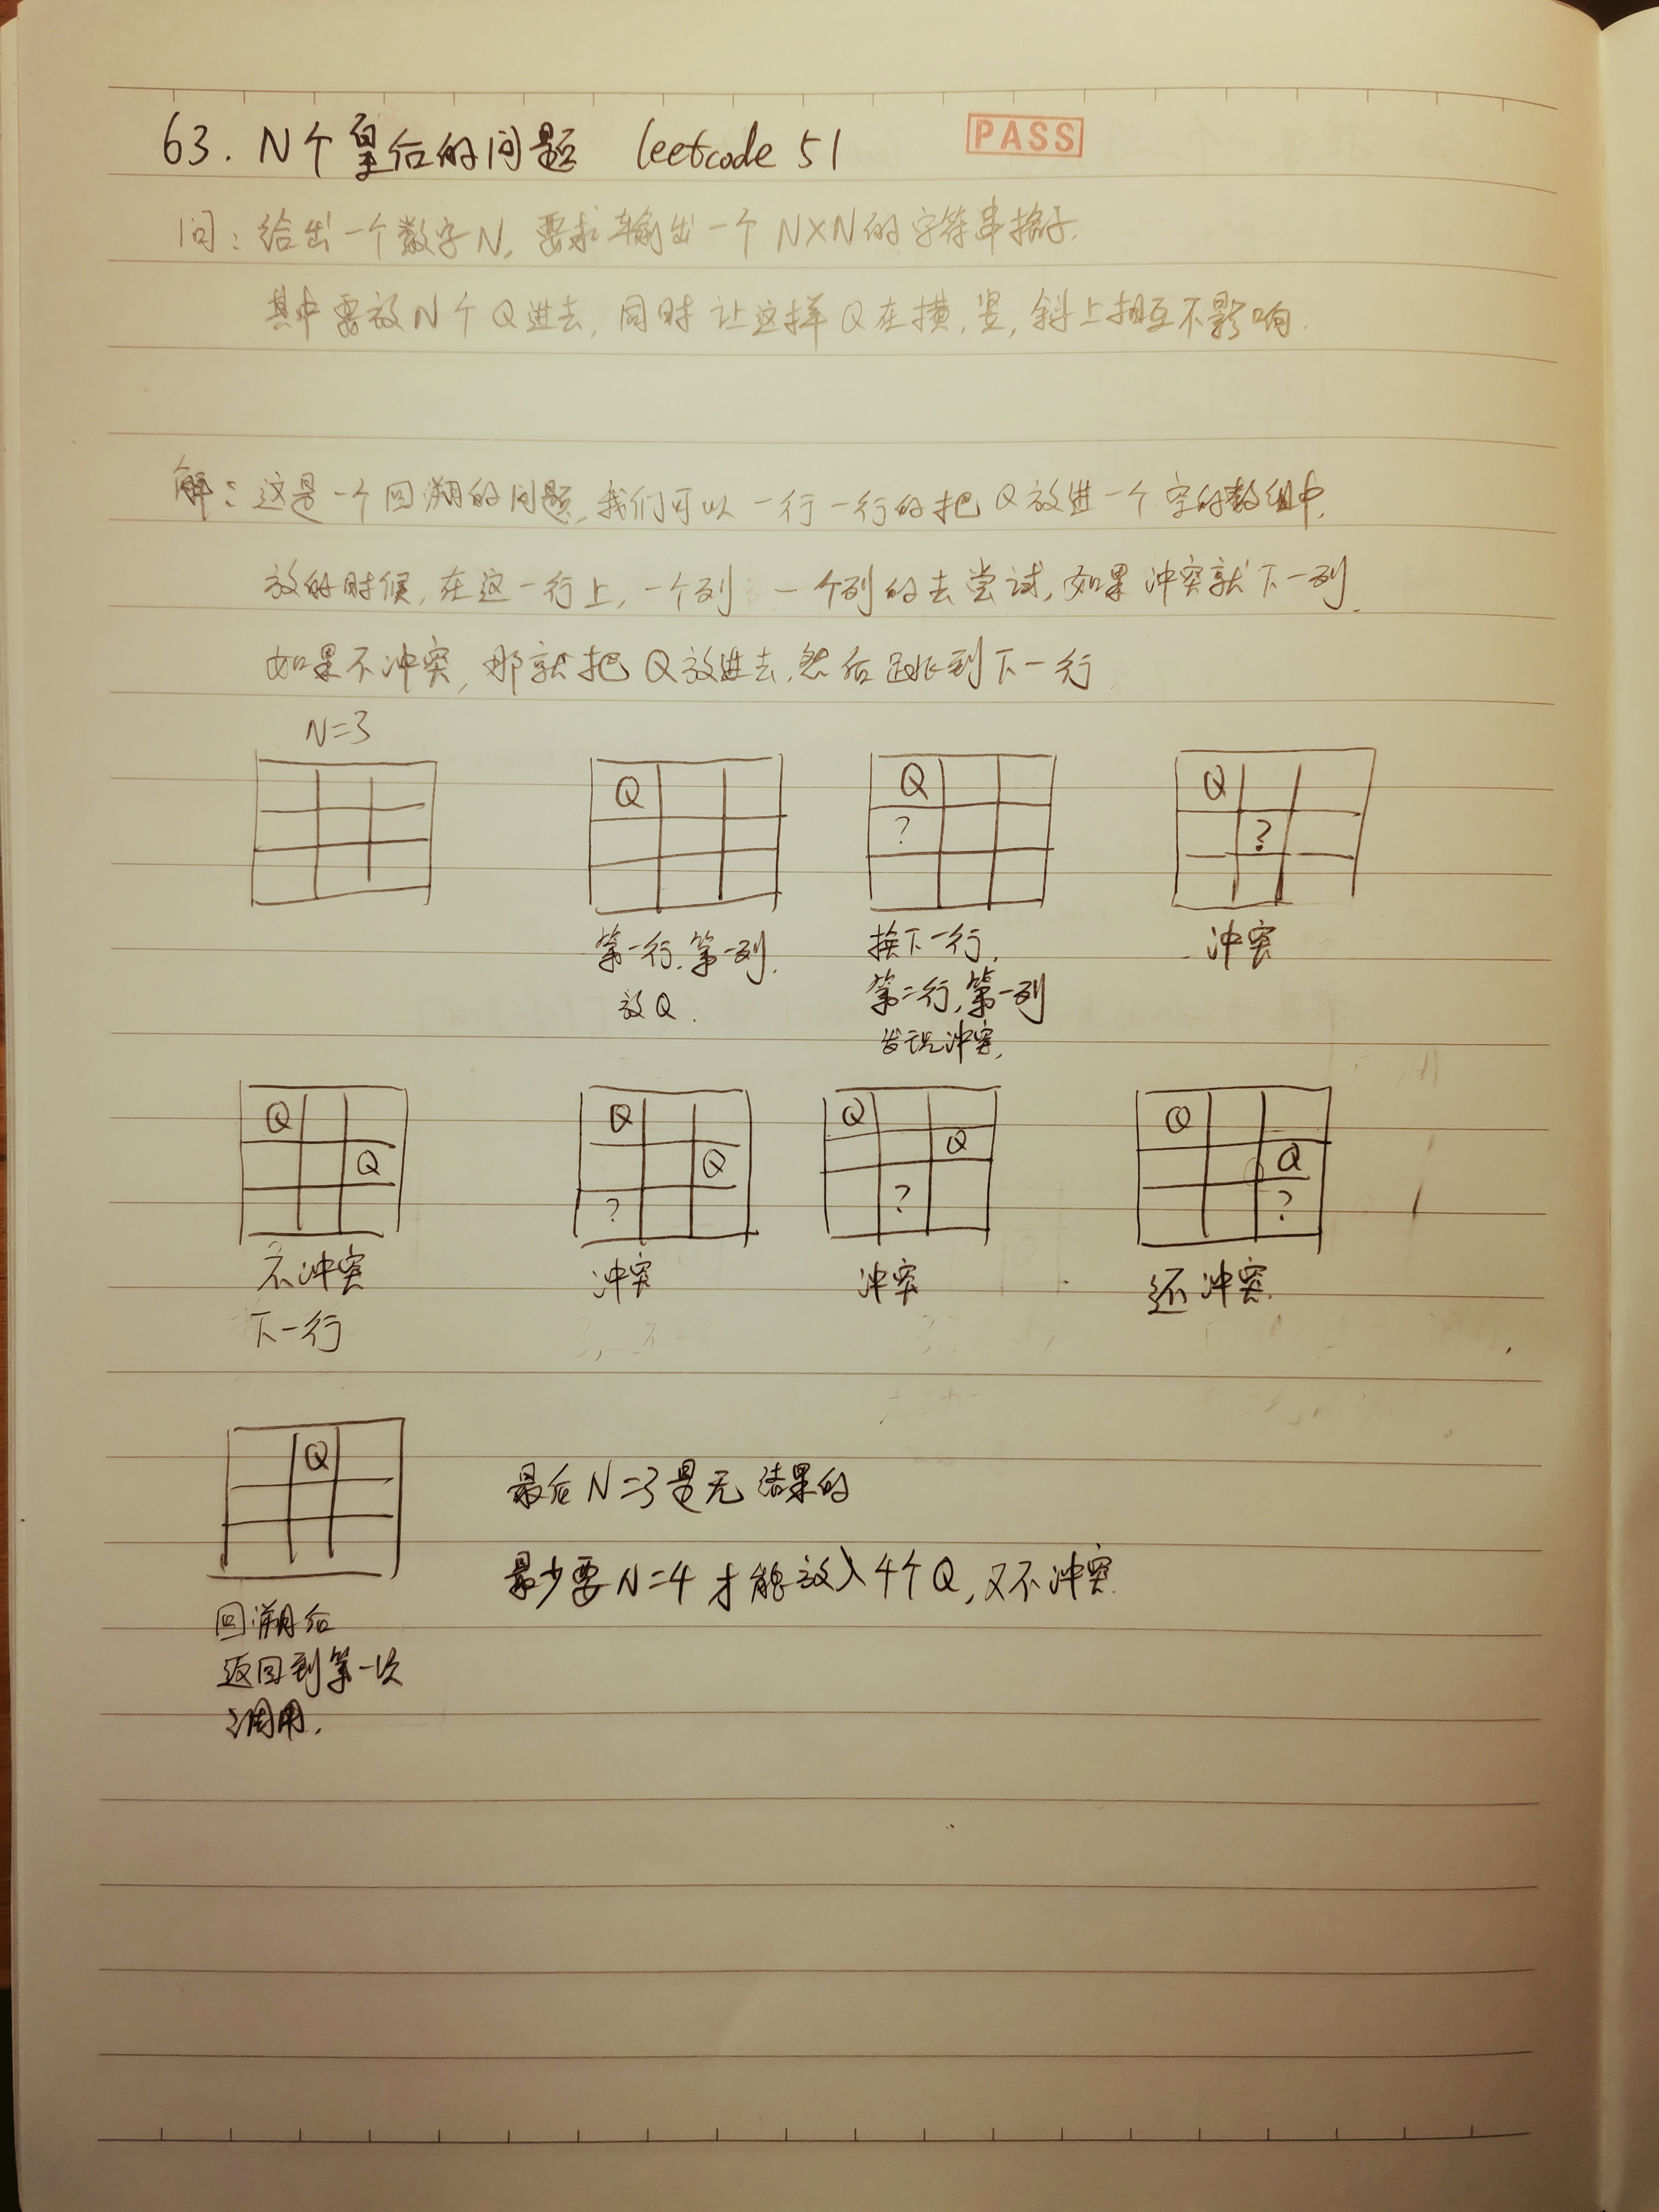 63. N个皇后的问题 leetcode 51 PASS
问：给出一个数字N，要求输出一个N×N的字符串格子.
其中需放N个Q进去，同时让这样Q在横，竖，斜上相互不影响.
解：这是一个回溯的问题，我们可以一行一行的把Q放进一个空的数组中，
放的时候，在这一行上，一个列一个列的去尝试，如果冲突就下一列.
如果不冲突，那就把Q放进去，然后跳到下一行
N=3
Q Q Q
? ?
第一行，第一列，
放Q.
换下一行，
第二行，第一列
发现冲突，
冲突
Q Q Q Q
Q Q Q Q
? ? ?
不冲突
下一行
冲突
冲突
还冲突.
Q
回溯后
返回到第一次
调用.
最后N=3是无结果的
最少要N=4才能放入4个Q，又不冲突.